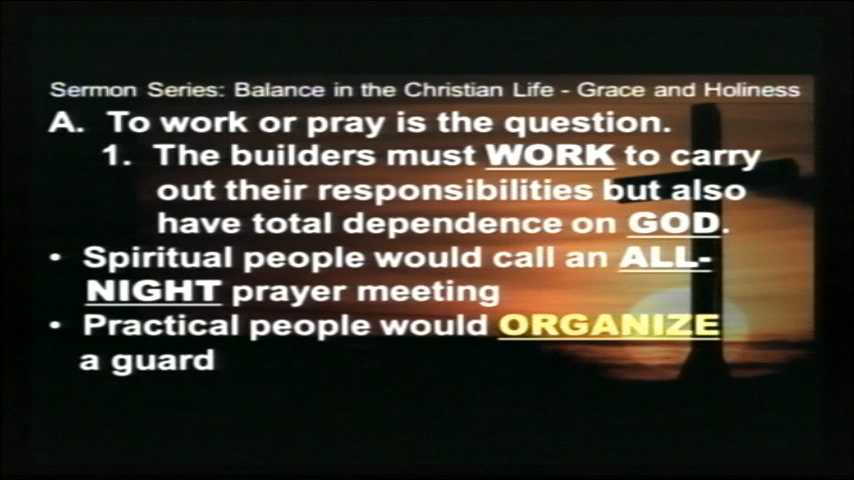 Sermon Series: Balance in the Christian Life - Grace and Holiness
A. To work or pray is the question.
1. The builders must WORK to carry
out their responsibilities but also
have total dependence on GOD.
• Spiritual people would call an ALL-
NIGHT prayer meeting
• Practical people would ORGANIZE
a guard